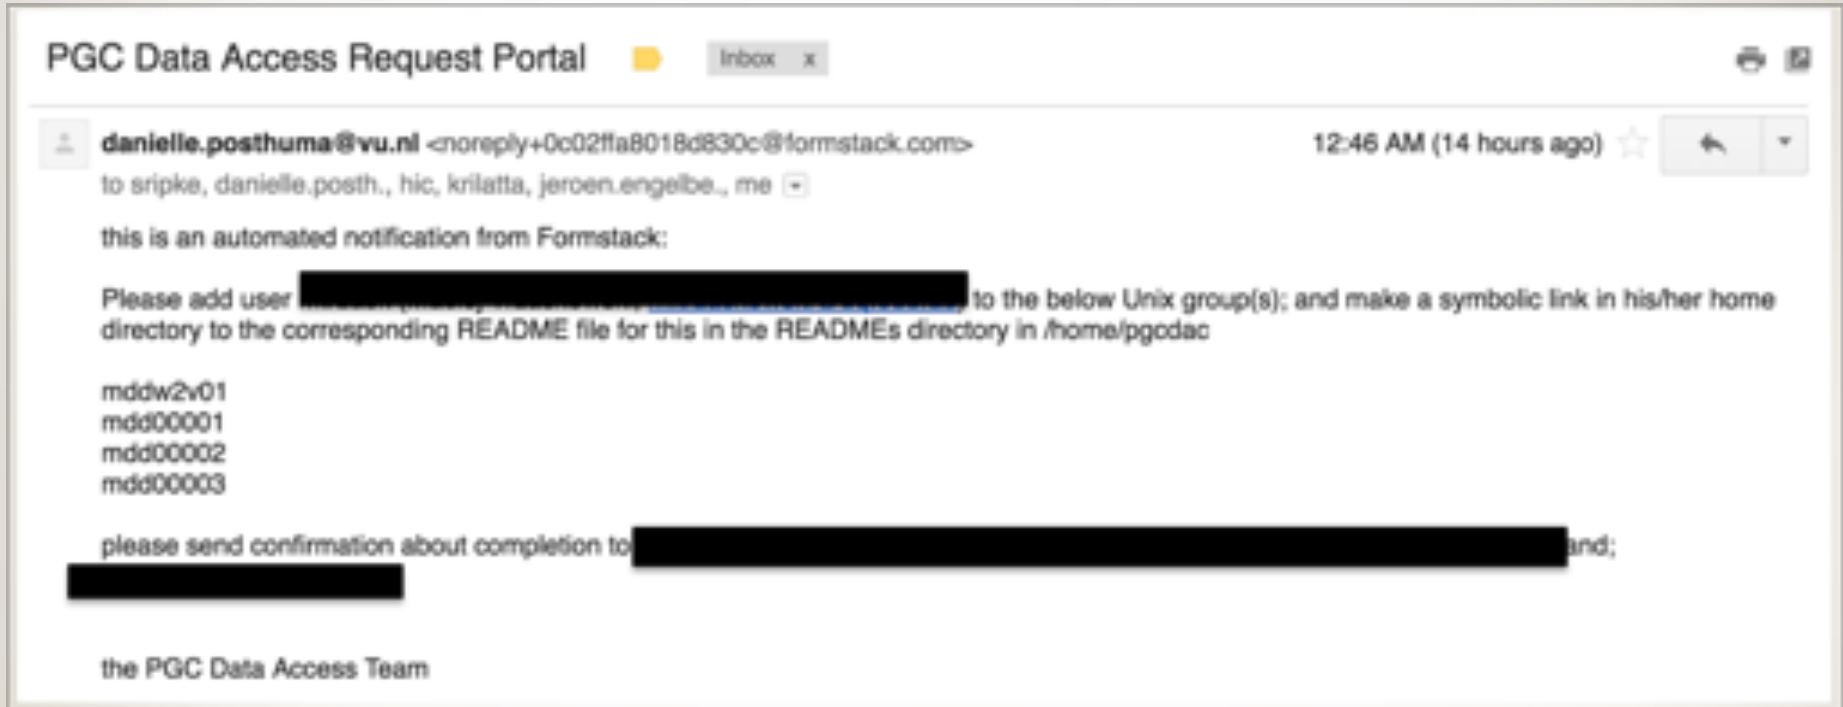 PGC Data Access Request Portal Inbox x
danielle.posthuma@vu.nl <noreply+0c02ffa8018d830c@formstack.com> 12:46 AM (14 hours ago)
to sripke, danielle.posth., hic, krilatta, jeroen.engelbe., me
this is an automated notification from Formstack:
Please add user to the below Unix group(s); and make a symbolic link in his/her home
directory to the corresponding README file for this in the READMEs directory in /home/pgcdac
mddw2v01
mdd00001
mdd00002
mdd00003
please send confirmation about completion to and;
the PGC Data Access Team